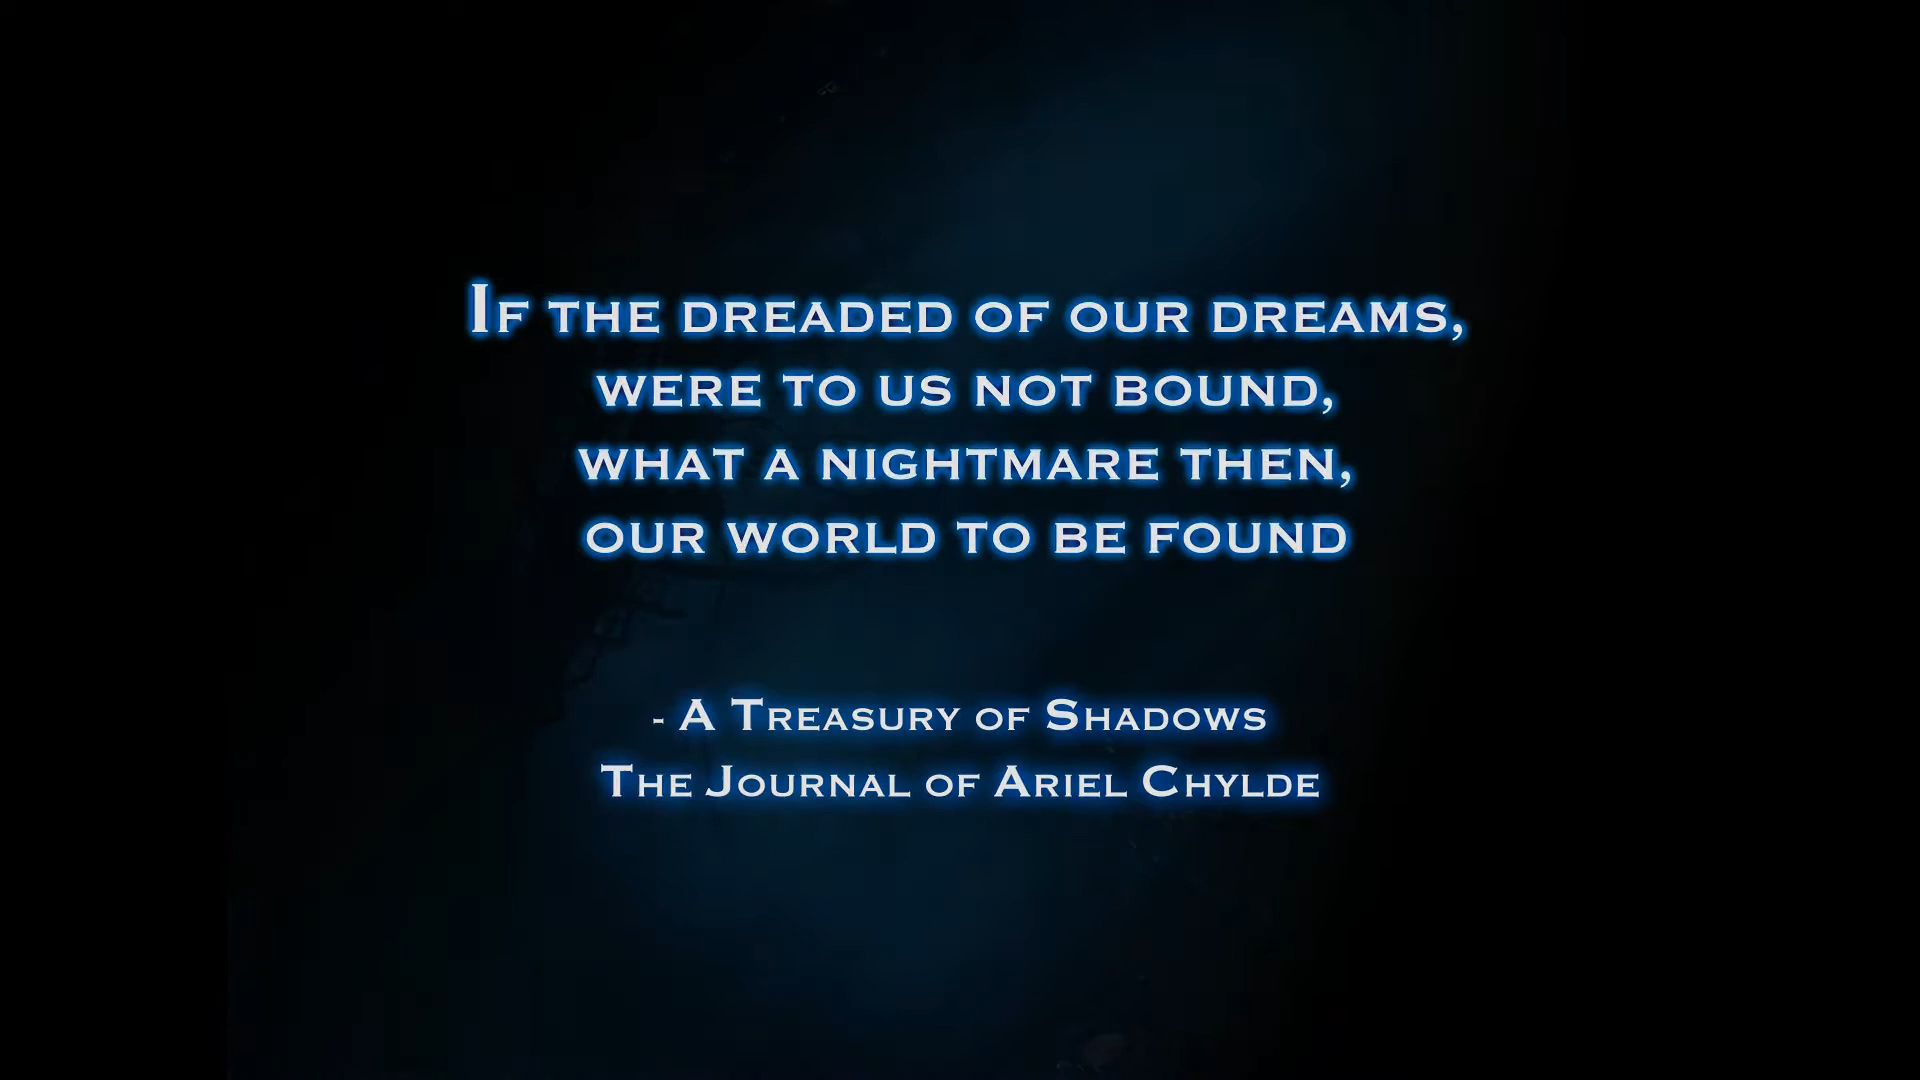 If the dreaded of our dreams,
were to us not bound,
what a nightmare then,
our world to be found
- A Treasury of Shadows
The Journal of Ariel Chylde